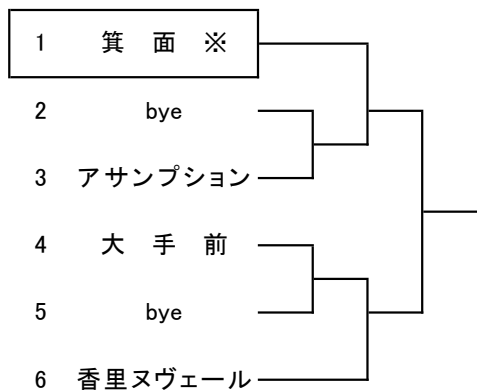 1 箕 面 ※
2 bye
3 アサンプション
4 大 手 前
5 bye
6 香里ヌヴェール